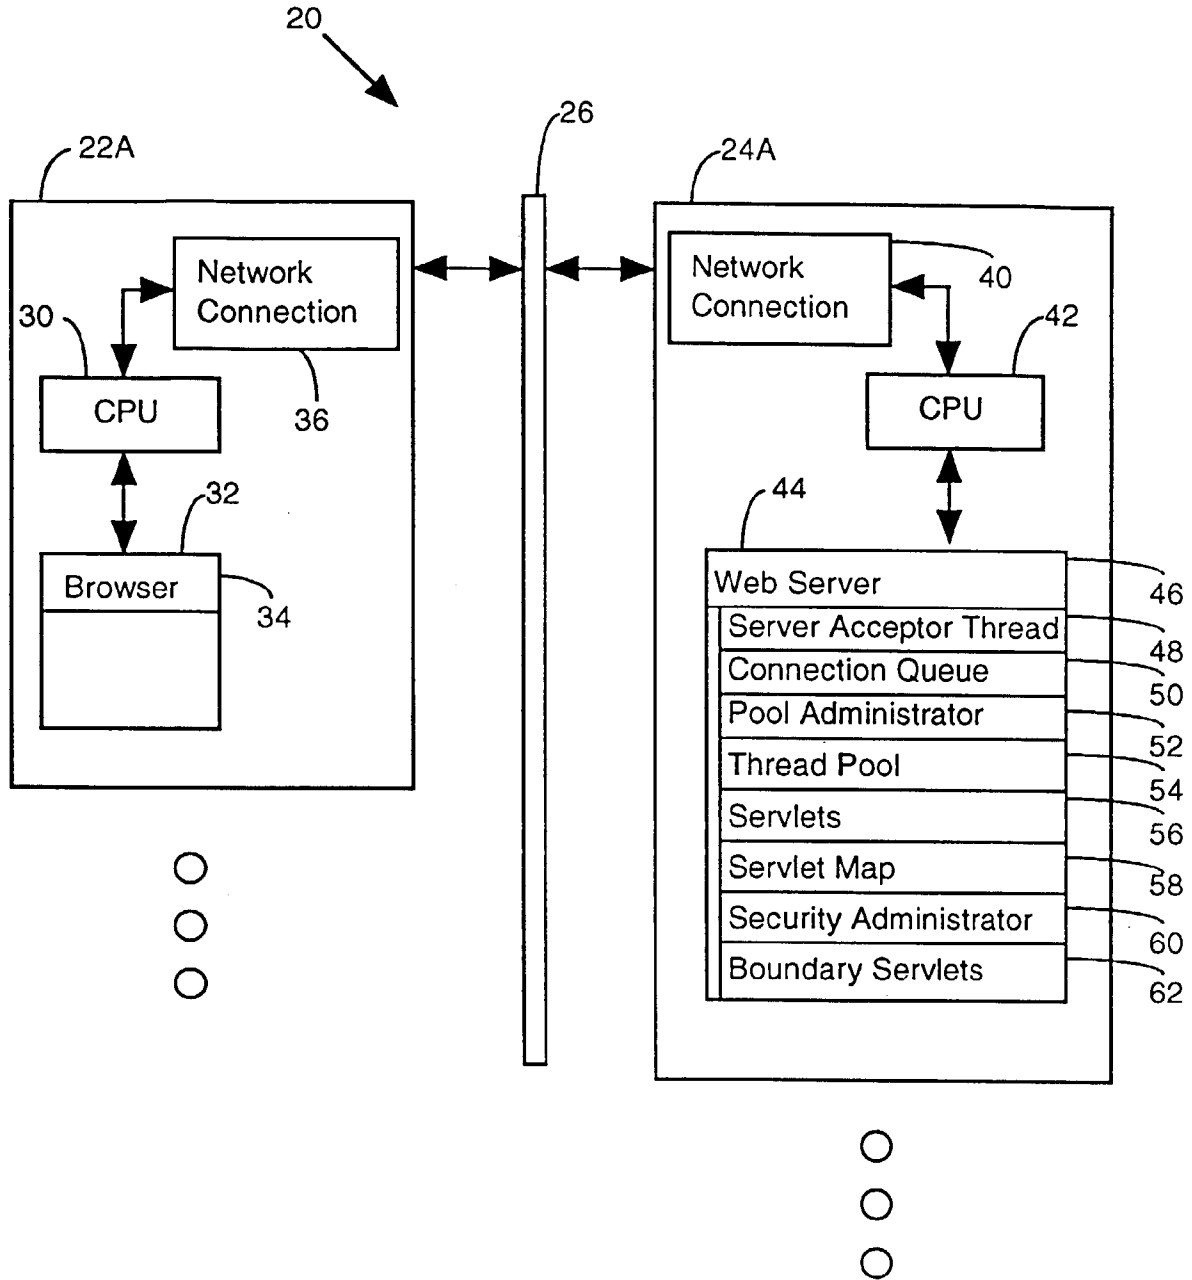 20
26
22A
24A
Network
Connection
Network
Connection
40
30
42
36
CPU
CPU
32
44
Browser
34
Web Server
46
Server Acceptor Thread
48
Connection Queue
50
Pool Administrator
52
Thread Pool
54
Servlets
56
Servlet Map
58
Security Administrator
60
Boundary Servlets
62